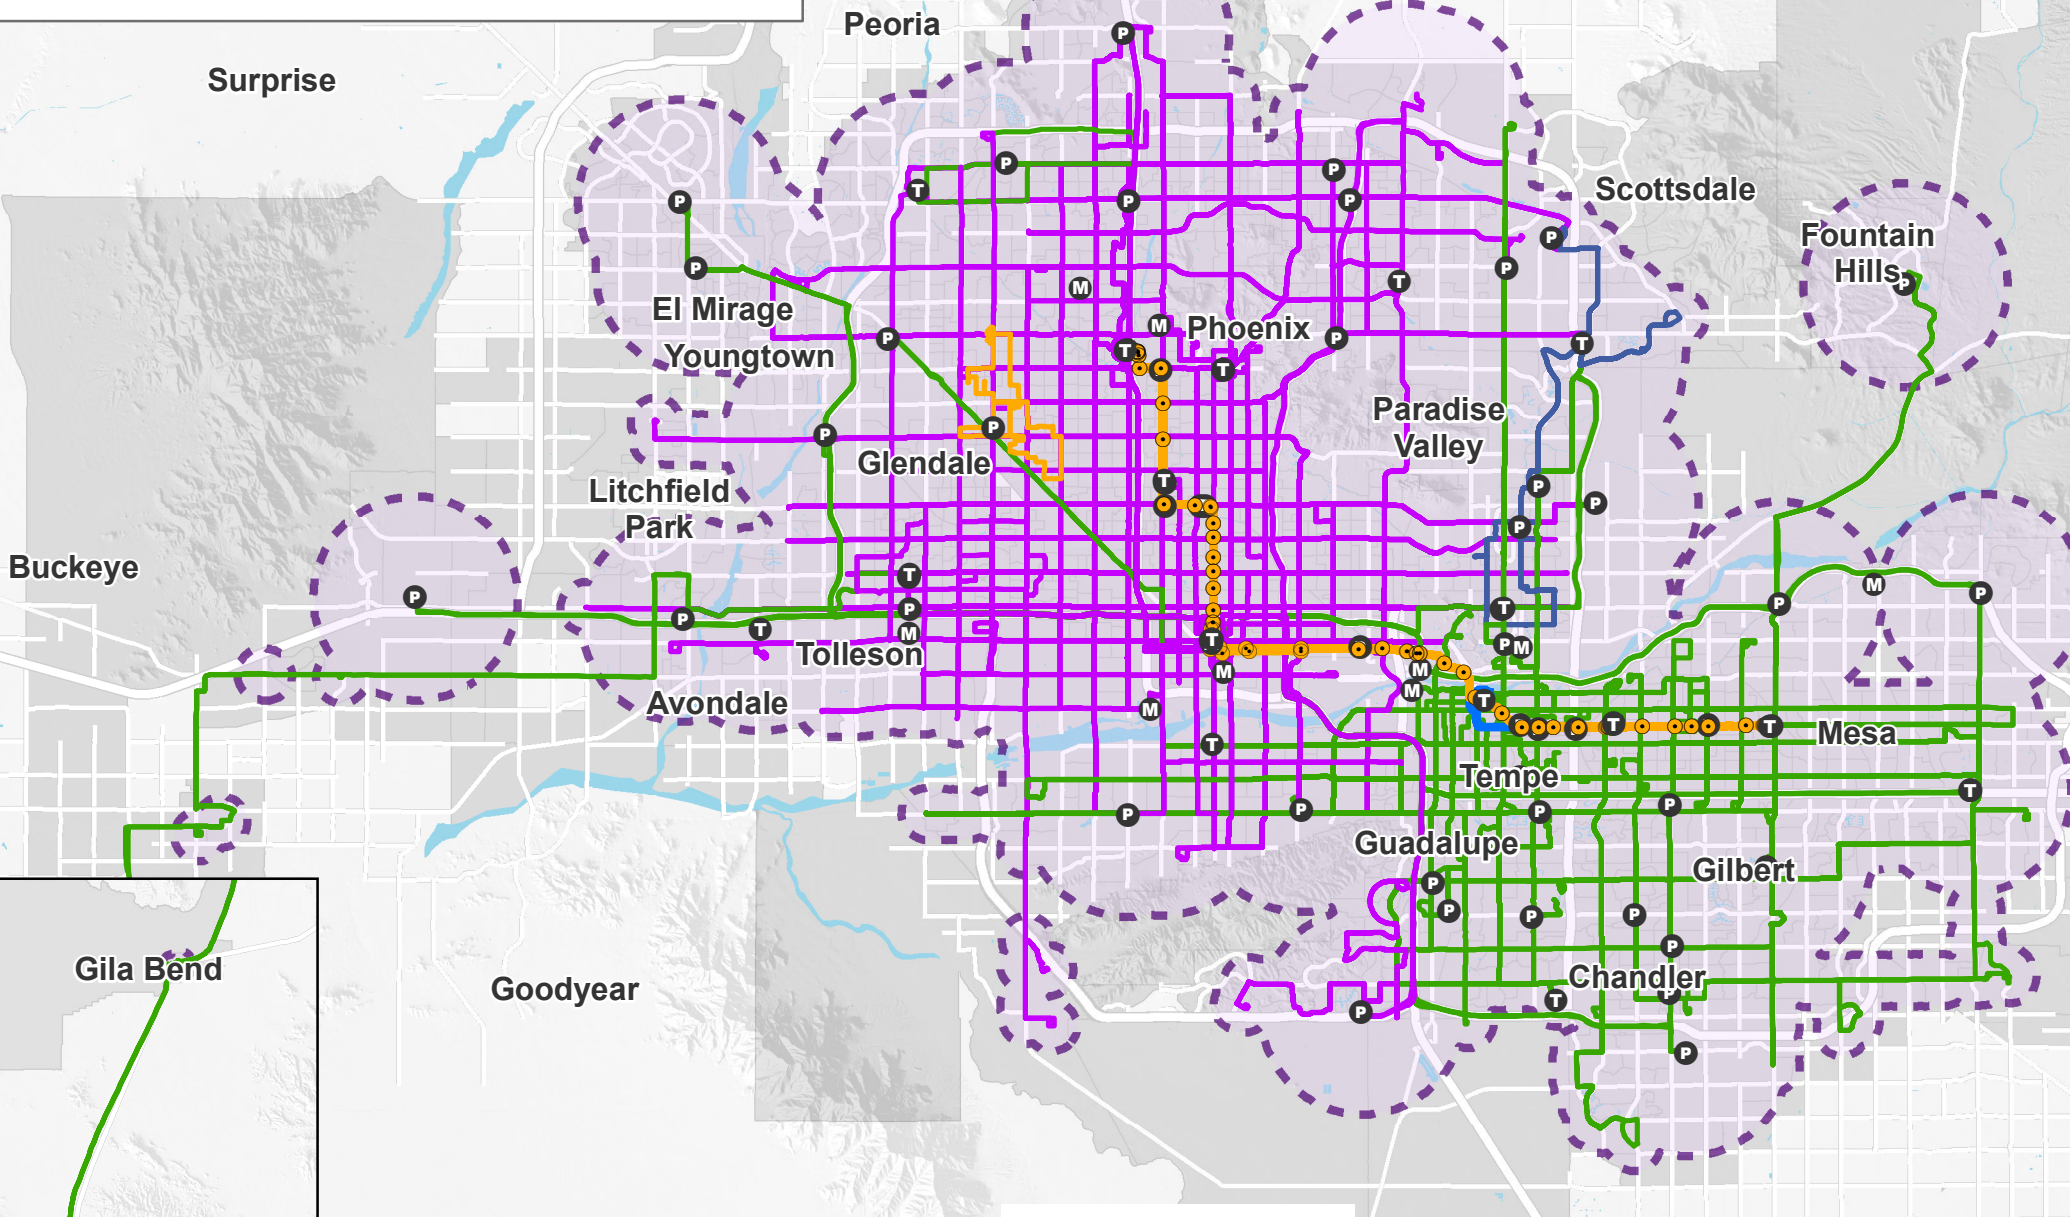 Peoria
Surprise
Scottsdale
Fountain
Hills
El Mirage
Phoenix
Youngtown
Paradise
Valley
Glendale
Litchfield
Park
Buckeye
Tolleson
Avondale
Mesa
Tempe
Guadalupe
Gilbert
Gila Bend
Goodyear
Chandler
P
P
T
P
P
P
P
P
P
P
P
P
M
T
M
T
P
P
T
T
P
P
T
P
P
P
T
P
T
P
M
T
P
M
P
P
T
P
M
T
M
M
M
T
M
T
T
T
P
P
P
P
T
P
P
P
P
P
P
T
P
P
P